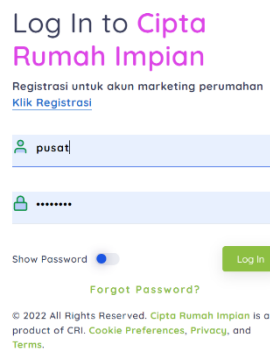 Log In to Cipta
Rumah Impian
Registrasi untuk akun marketing perumahan
Klik Registrasi
pusat
••••••••
Show Password
Log In
Forgot Password?
© 2022 All Rights Reserved. Cipta Rumah Impian is a
product of CRI. Cookie Preferences, Privacy, and
Terms.